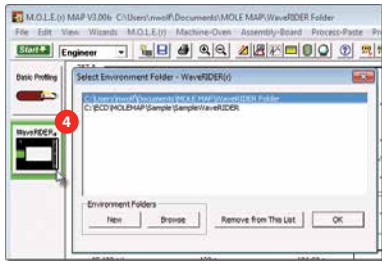 M.O.L.E.(r) MAP V3.00b C:\Users\nwolf\Documents\MOLE MAP\WaveRIDER Folder
File Edit View Wizards M.O.L.E.(r) Machine-Oven Assembly-Board Process-Paste
Start Engineer
Basic Profiling
Select Environment Folder - WaveRIDER(r)
C:\Users\nwolf\Documents\MOLE MAP\WaveRIDER Folder
C:\ECD\MOLEMAP\Sample\SampleWaveRIDER
4
WaveRIDER
Environment Folders
New Browse Remove from This List OK